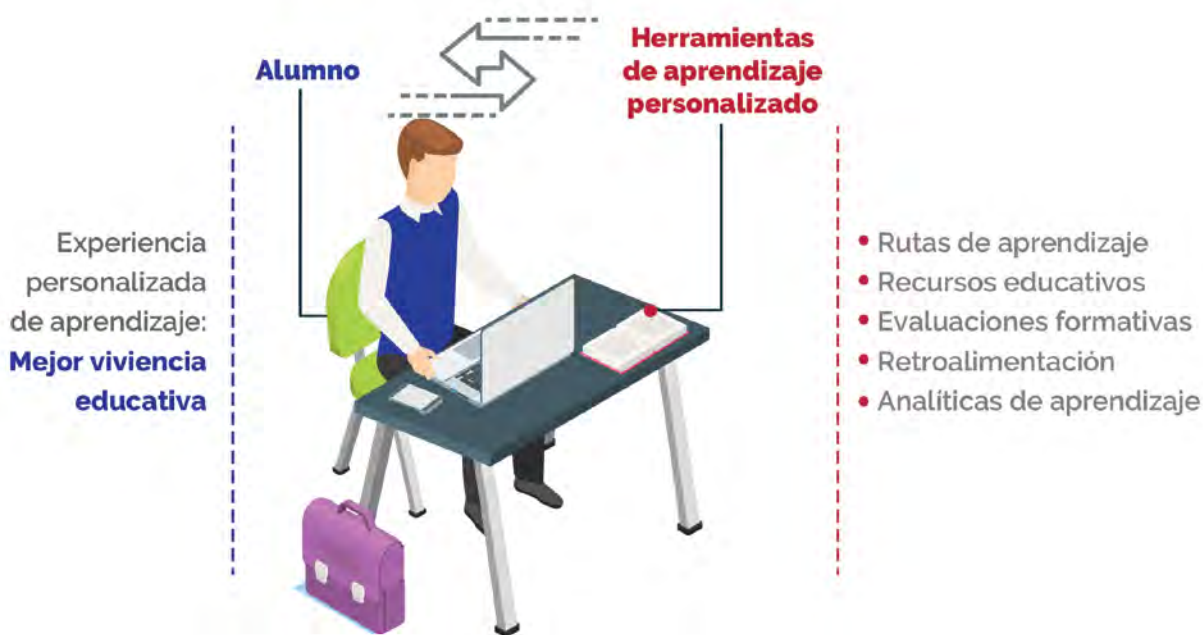 Alumno
Herramientas
de aprendizaje
personalizado
Experiencia
personalizada
de aprendizaje:
Mejor viviencia
educativa
• Rutas de aprendizaje
• Recursos educativos
• Evaluaciones formativas
• Retroalimentación
• Analíticas de aprendizaje